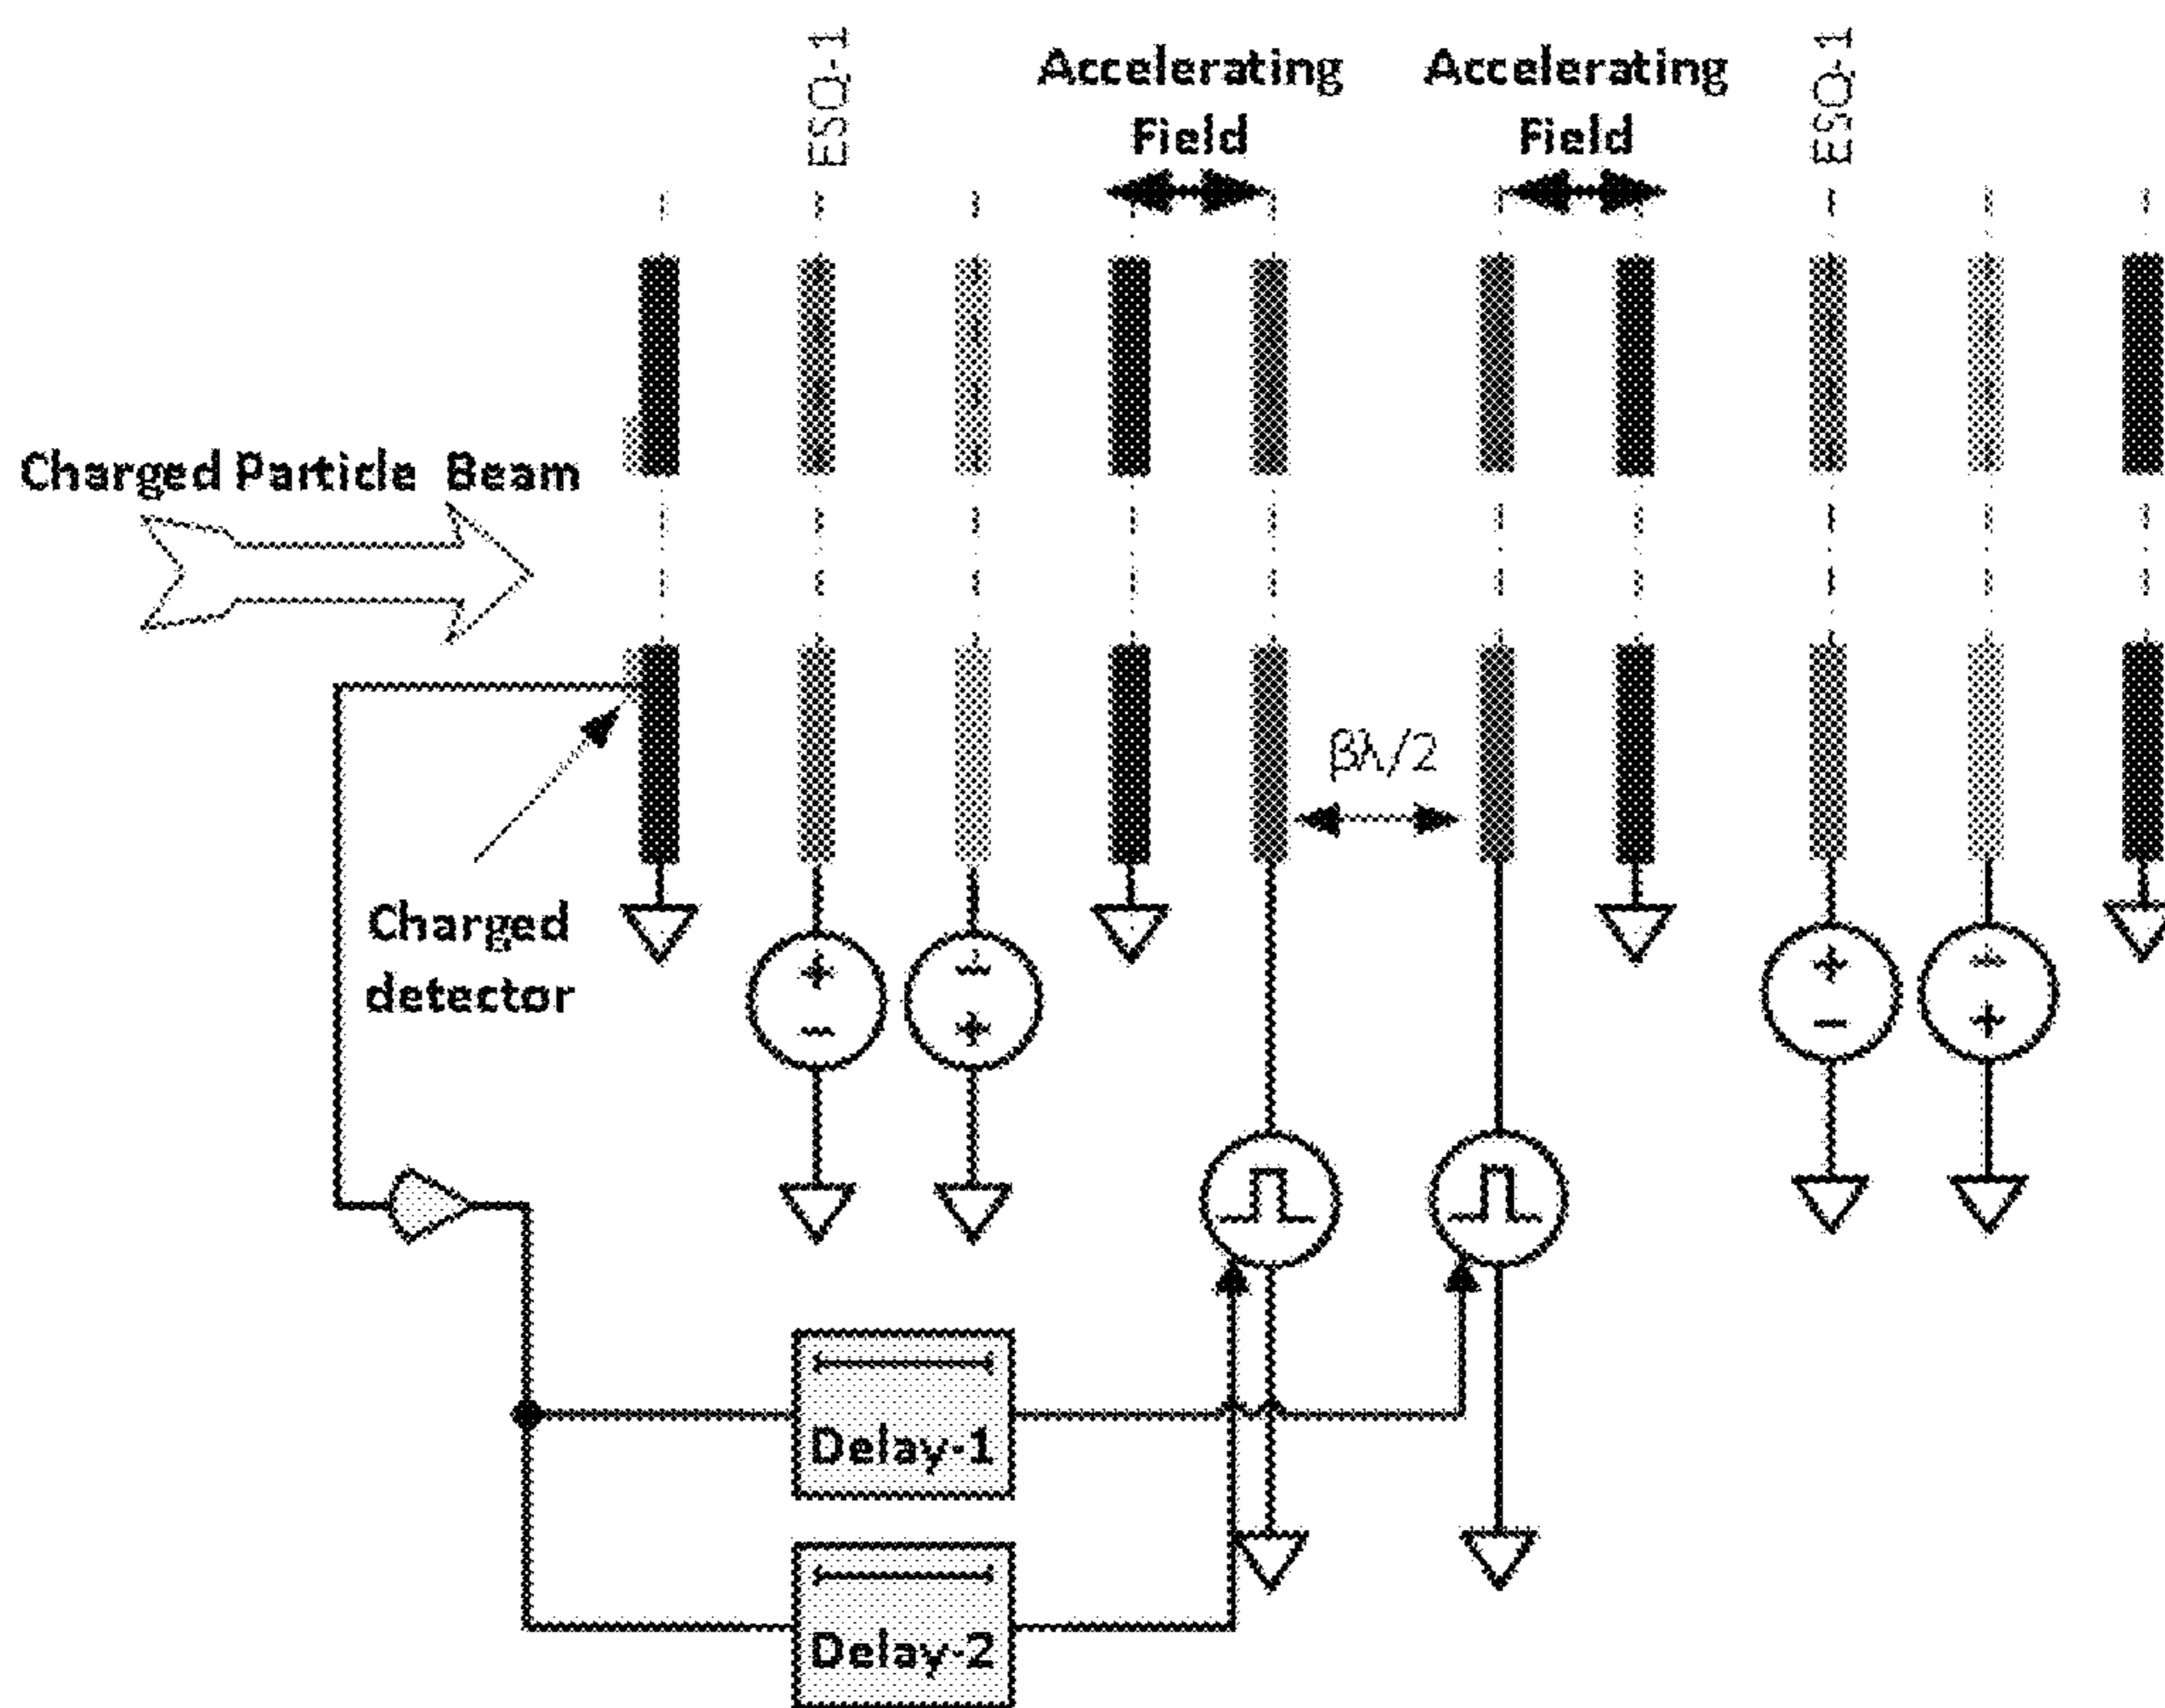 ESQ-1
Accelerating
Field
Accelerating
Field
ESQ-1
Charged Particle Beam
βλ/2
Charged
detector
+
−
−
+
+
−
+
+
Delay-1
Delay-2